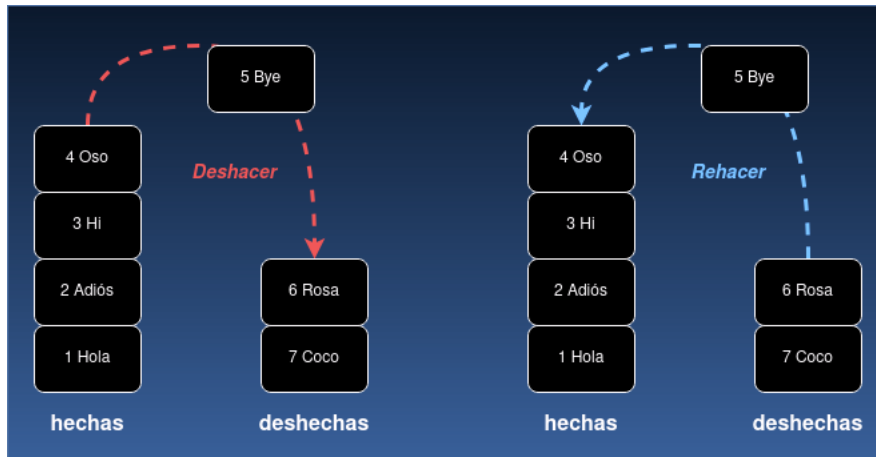 5 Bye
4 Oso
Deshacer
3 Hi
2 Adiós
6 Rosa
1 Hola
7 Coco
hechas
deshechas
5 Bye
4 Oso
Rehacer
3 Hi
2 Adiós
6 Rosa
1 Hola
7 Coco
hechas
deshechas